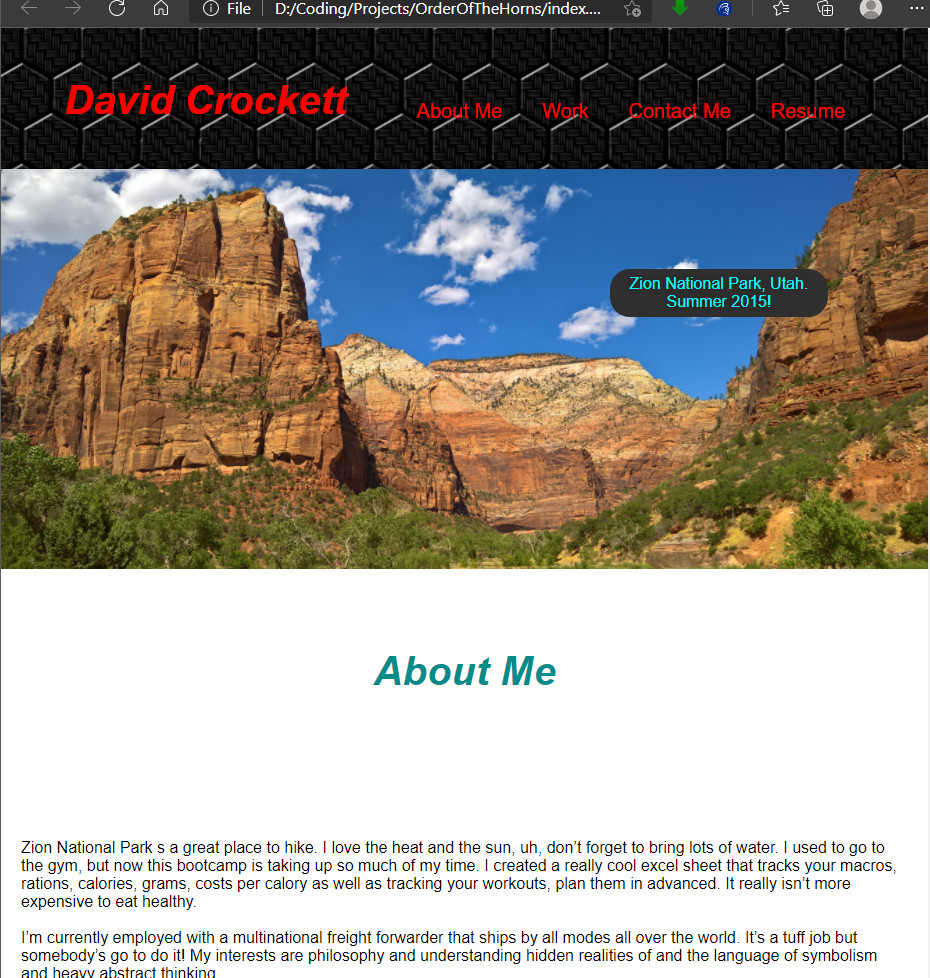 File D:/Coding/Projects/OrderOfTheHorns/index....
David Crockett
About Me Work Contact Me Resume
Zion National Park, Utah.
Summer 2015!
About Me
Zion National Park s a great place to hike. I love the heat and the sun, uh, don’t forget to bring lots of water. I used to go to
the gym, but now this bootcamp is taking up so much of my time. I created a really cool excel sheet that tracks your macros,
rations, calories, grams, costs per calory as well as tracking your workouts, plan them in advanced. It really isn’t more
expensive to eat healthy.
I’m currently employed with a multinational freight forwarder that ships by all modes all over the world. It’s a tuff job but
somebody’s go to do it! My interests are philosophy and understanding hidden realities of and the language of symbolism
and heavy abstract thinking